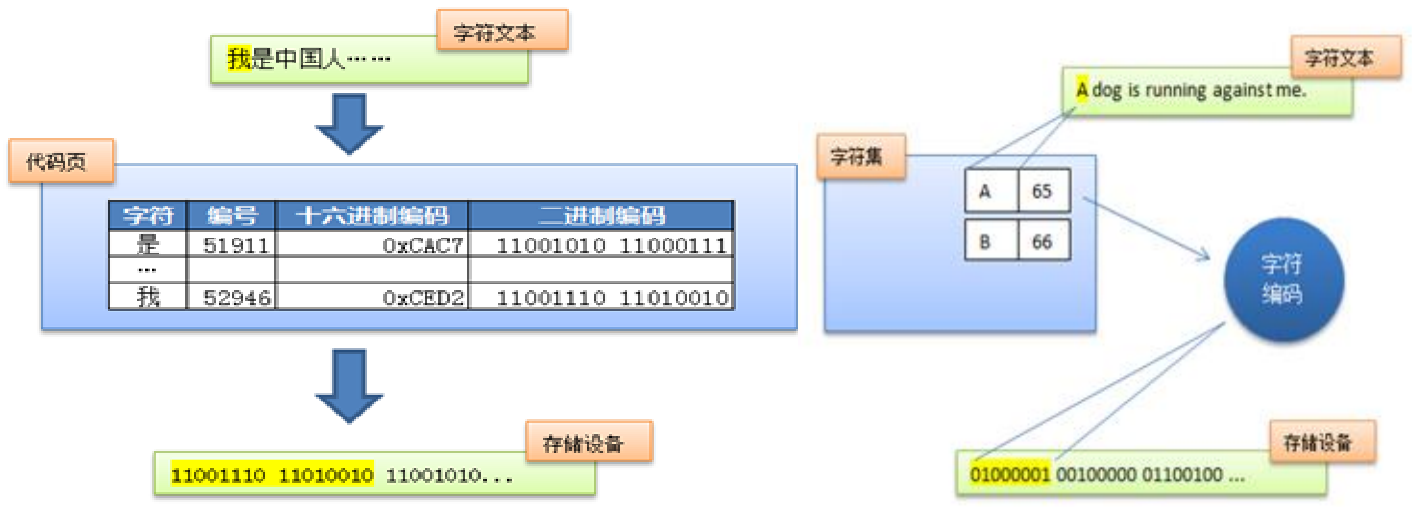 字符文本
我是中国人……
代码页
字符 编号 十六进制编码 二进制编码
是 51911 0xCAC7 11001010 11000111
…
我 52946 0xCED2 11001110 11010010
存储设备
11001110 11010010 11001010...
字符文本
A dog is running against me.
字符集
A 65
B 66
字符
编码
存储设备
01000001 00100000 01100100 ...